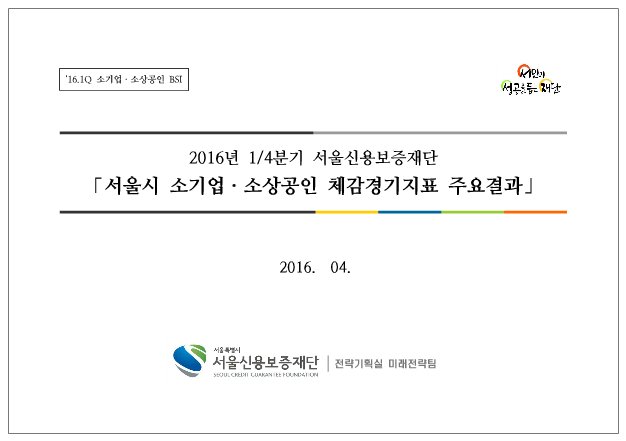 '16.1Q 소기업·소상공인 BSI
서민의
성공을 돕는 재단
2016년 1/4분기 서울신용보증재단
「서울시 소기업·소상공인 체감경기지표 주요결과」
2016. 04.
서울특별시
서울신용보증재단
SEOUL CREDIT GUARANTEE FOUNDATION
전략기획실 미래전략팀